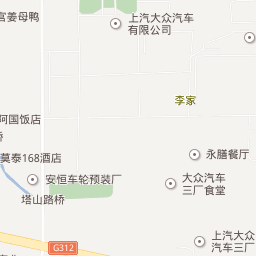 宫姜母鸭
上汽大众汽车
有限公司
李家
阿国饭店
桥
莫泰168酒店
永膳餐厅
安恒车轮预装厂
大众汽车
三厂食堂
塔山路桥
G312
上汽大众
汽车三厂